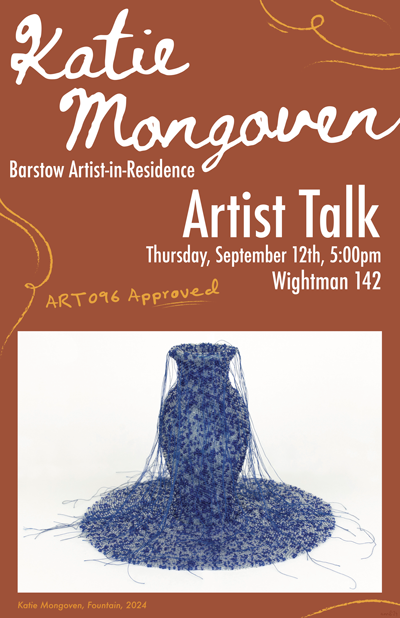 Katie
Mongoven
Barstow Artist-in-Residence
Artist Talk
Thursday, September 12th, 5:00pm
Wightman 142
ART096 Approved
Katie Mongoven, Fountain, 2024